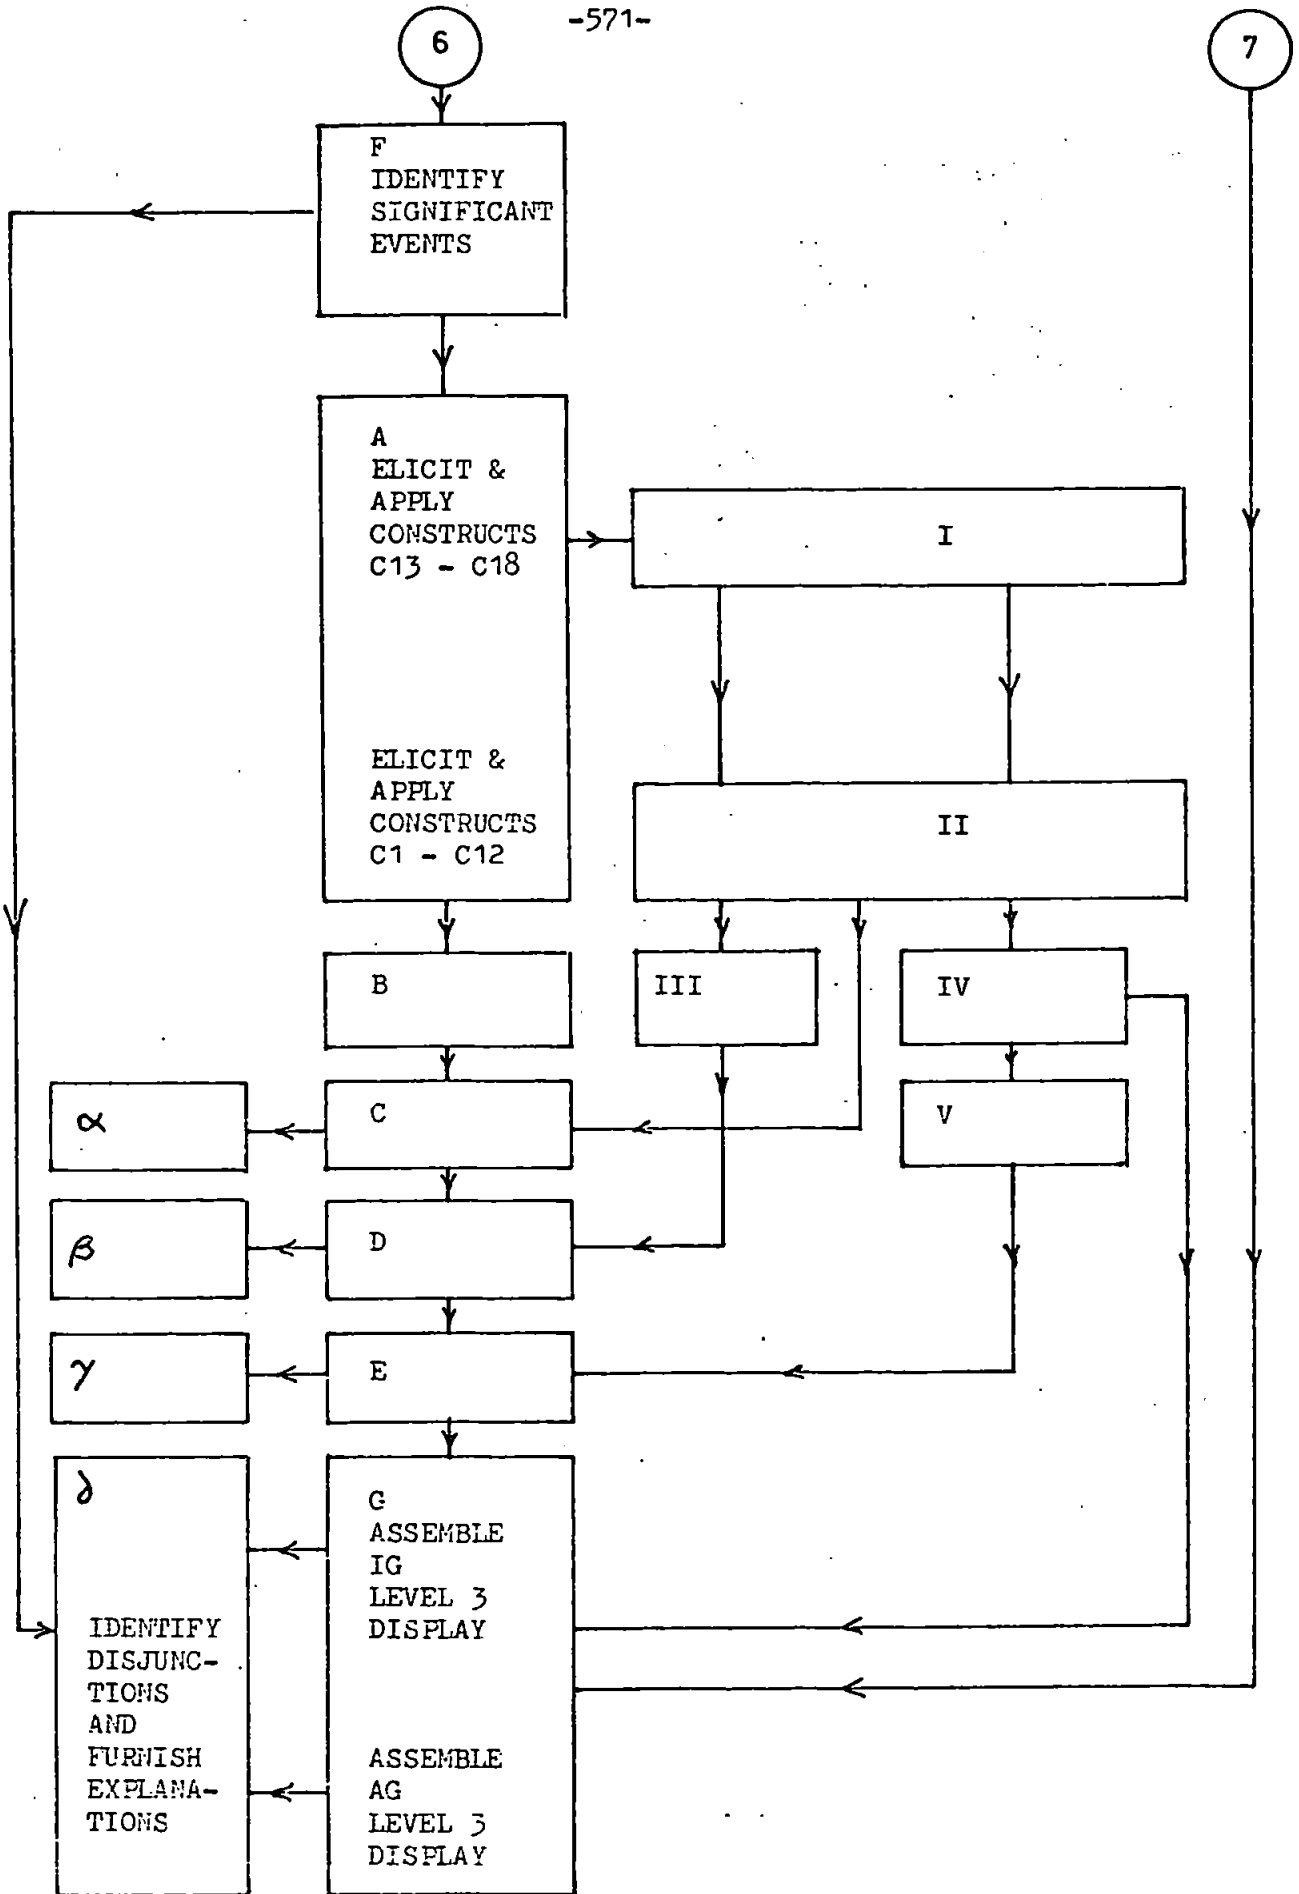 -571-
6
7
F
IDENTIFY
SIGNIFICANT
EVENTS
A
ELICIT &
APPLY
CONSTRUCTS
C13 - C18
I
ELICIT &
APPLY
CONSTRUCTS
C1 - C12
II
B
III
IV
α
C
V
β
D
γ
E
δ
IDENTIFY
DISJUNC-
TIONS
AND
FURNISH
EXPLANA-
TIONS
G
ASSEMBLE
IG
LEVEL 3
DISPLAY
ASSEMBLE
AG
LEVEL 3
DISPLAY